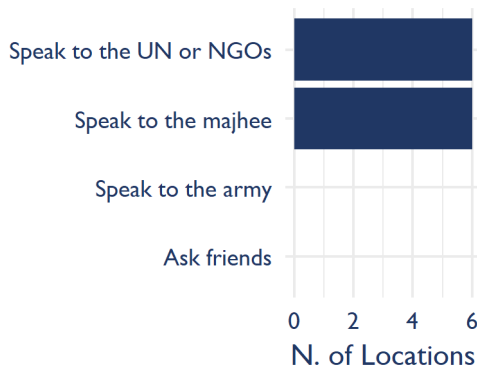 Speak to the UN or NGOs
Speak to the majhee
Speak to the army
Ask friends
0 2 4 6
N. of Locations